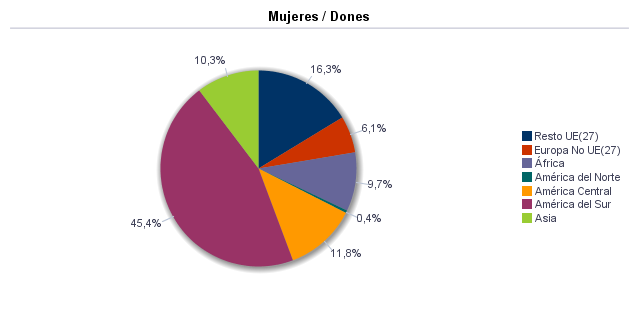 Mujeres / Dones
10,3%
16,3%
6,1%
9,7%
0,4%
11,8%
45,4%
Resto UE(27)
Europa No UE(27)
África
América del Norte
América Central
América del Sur
Asia